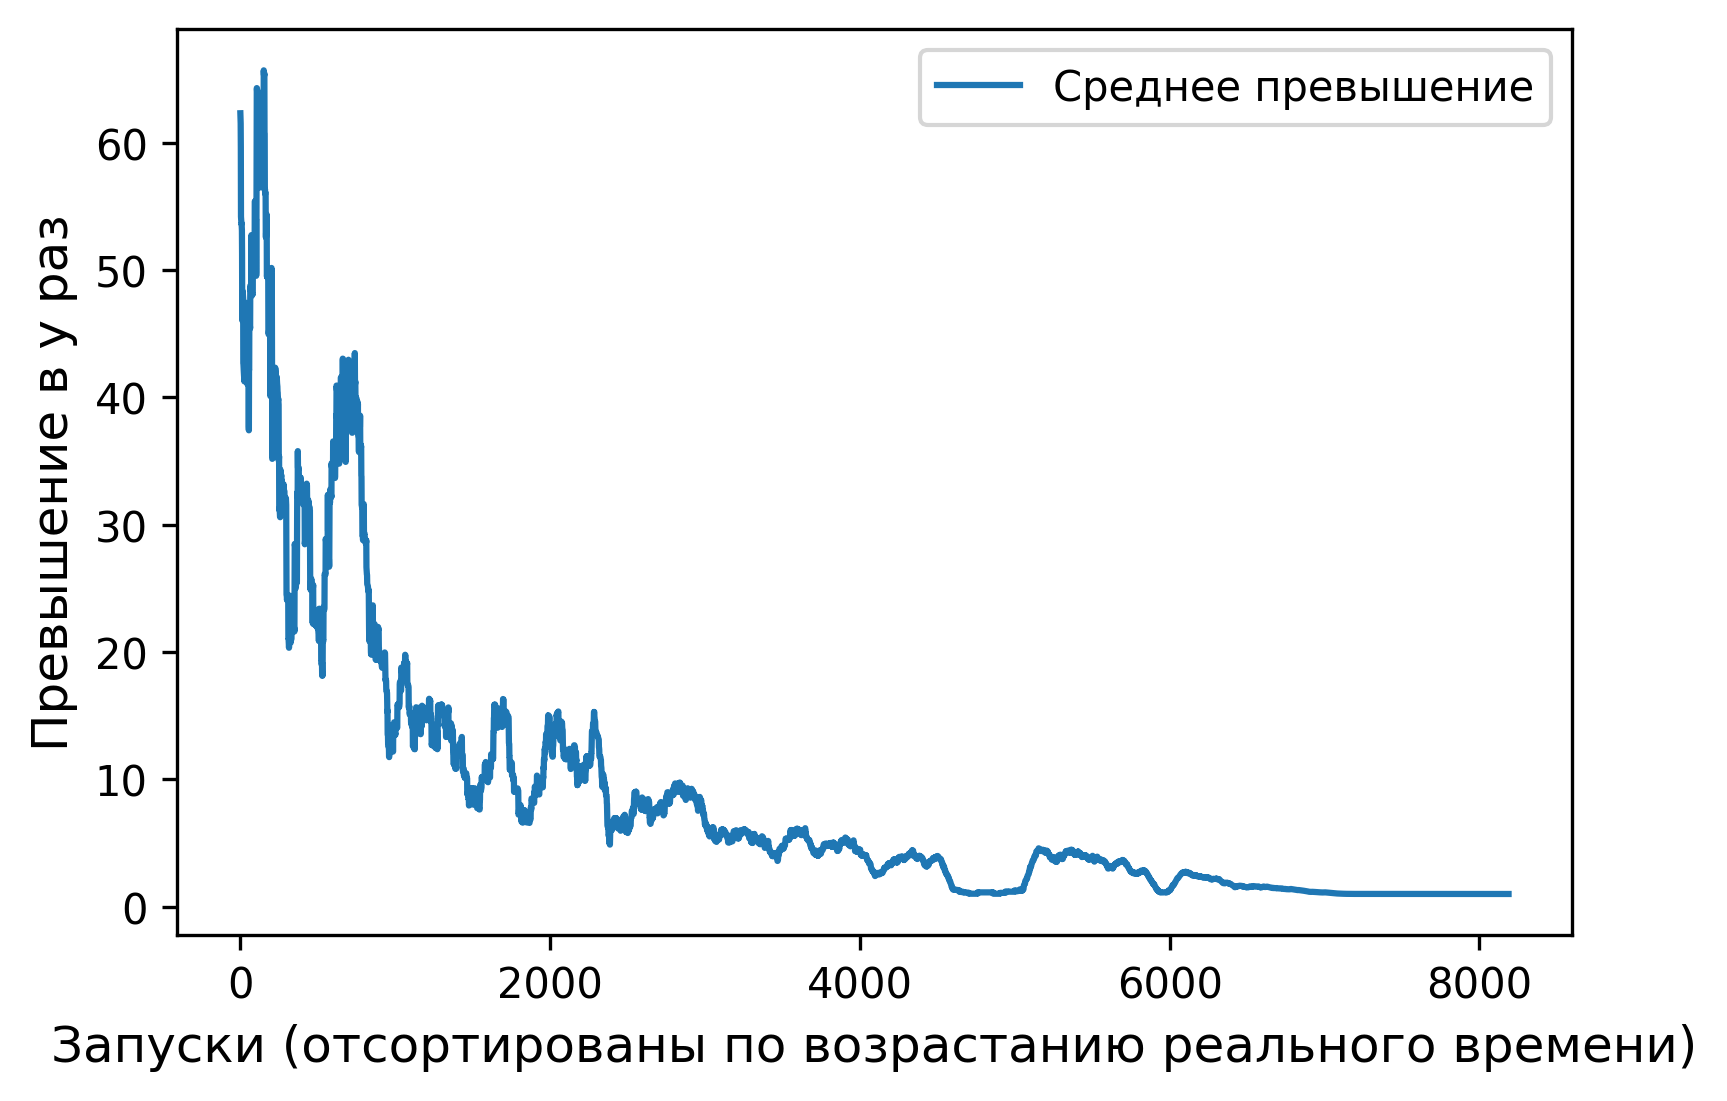 Среднее превышение
Превышение в y раз
60
50
40
30
20
10
0
0 2000 4000 6000 8000
Запуски (отсортированы по возрастанию реального времени)